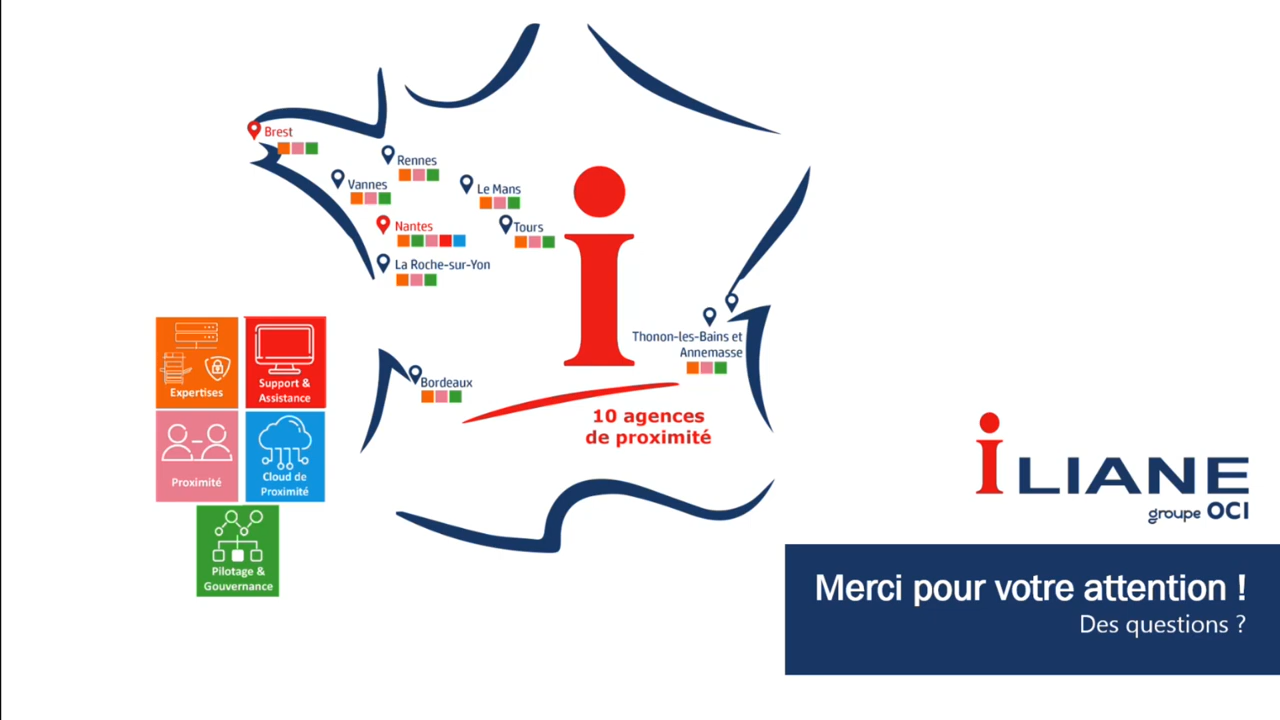 Brest
Rennes
Vannes
Le Mans
Nantes
Tours
La Roche-sur-Yon
Thonon-les-Bains et
Annemasse
Bordeaux
10 agences
de proximité
Expertises
Support &
Assistance
Proximité
Cloud de
Proximité
Pilotage &
Gouvernance
iLIANE
groupe OCI
Merci pour votre attention !
Des questions ?